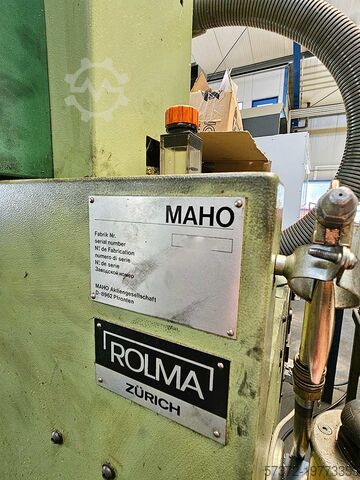 MAHO
Fabrik Nr.
serial number
N° de Fabrication
numero di serie
N° de serie
Заводской номер
MAHO Aktiengesellschaft
D-8962 Pfronten
ROLMA
ZÜRICH